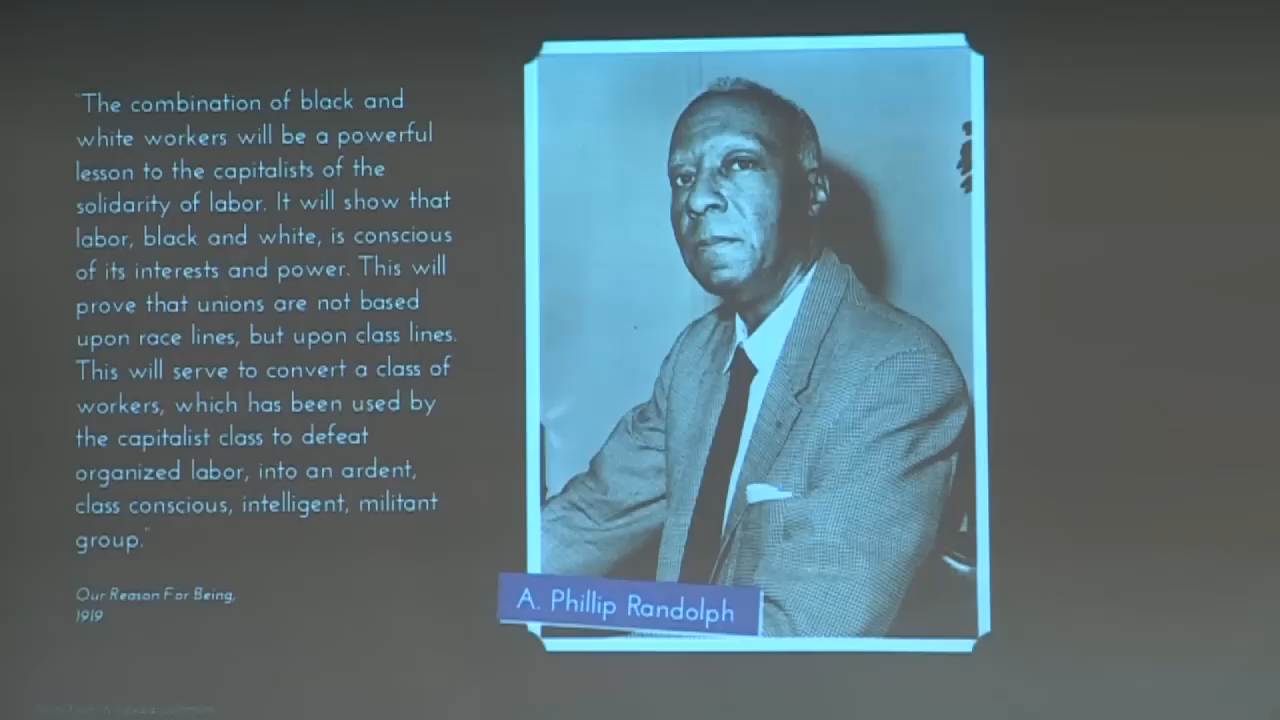 "The combination of black and
white workers will be a powerful
lesson to the capitalists of the
solidarity of labor. It will show that
labor, black and white, is conscious
of its interests and power. This will
prove that unions are not based
upon race lines, but upon class lines.
This will serve to convert a class of
workers, which has been used by
the capitalist class to defeat
organized labor, into an ardent,
class conscious, intelligent, militant
group."
Our Reason For Being,
1919
A. Phillip Randolph